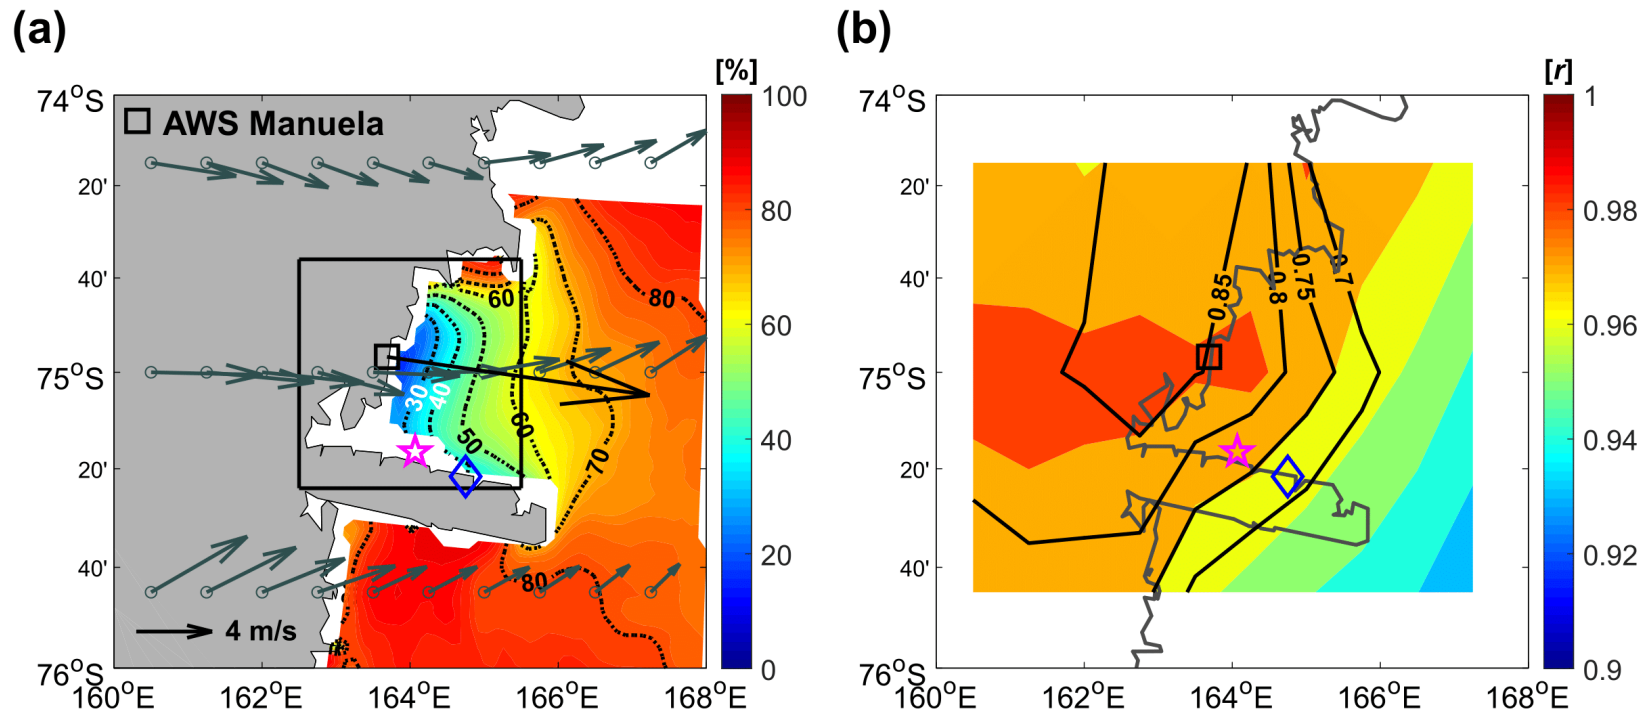 (a)
[%]
74°S
AWS Manuela
100
20'
80
40'
60
80
60
75°S
30
40
60
50
40
70
20'
40'
80
20
4 m/s
76°S
0
160°E
162°E
164°E
166°E
168°E
(b)
[r]
74°S
1
20'
0.98
40'
0.85
0.8
0.75
0.7
0.96
75°S
20'
0.94
40'
0.92
76°S
0.9
160°E
162°E
164°E
166°E
168°E